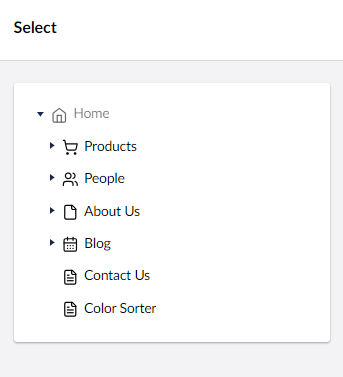 Select
Home
Products
People
About Us
Blog
Contact Us
Color Sorter